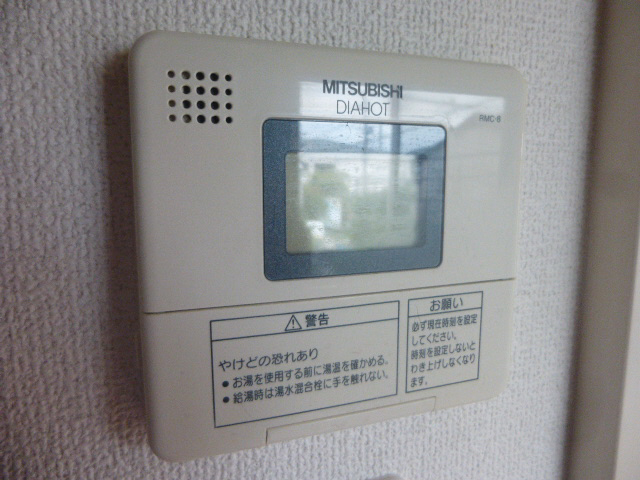 MITSUBISHI
DIAHOT
RMC-6
⚠警告
やけどの恐れあり
● お湯を使用する前に湯温を確かめる。
● 給湯時は湯水混合栓に手を触れない。
お願い
必ず現在時刻を設定
してください。
時刻を設定しないと
わき上げしなくなり
ます。